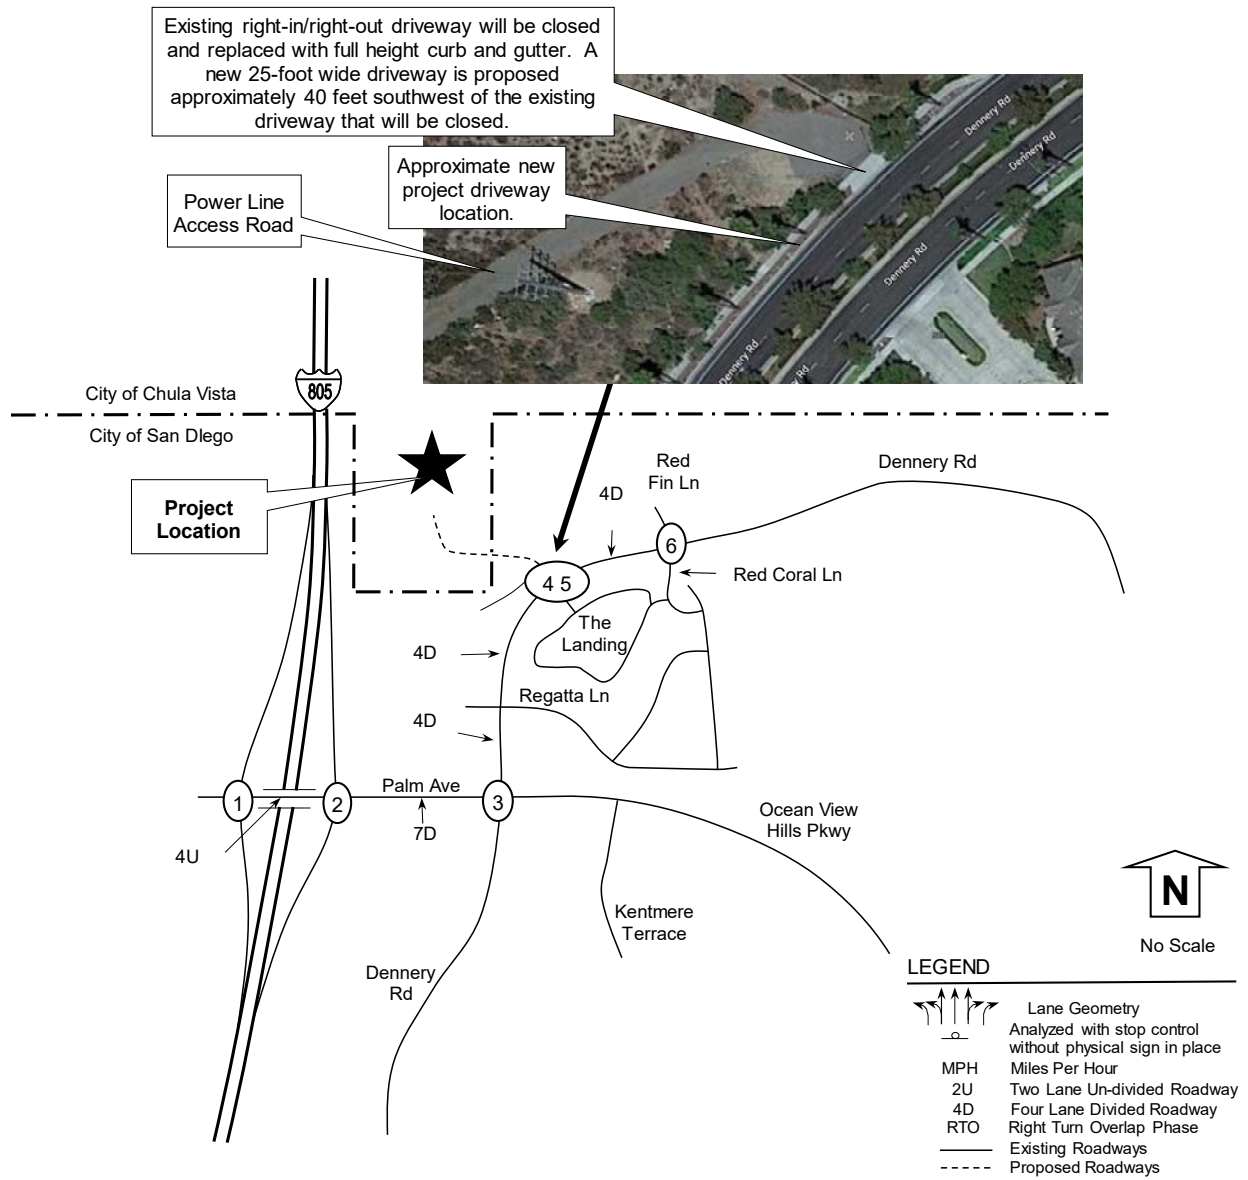 Existing right-in/right-out driveway will be closed
and replaced with full height curb and gutter.  A
new 25-foot wide driveway is proposed
approximately 40 feet southwest of the existing
driveway that will be closed.
Approximate new
project driveway
location.
Power Line
Access Road
Dennery Rd
Dennery Rd
Dennery Rd
Dennery Rd
Rd
805
City of Chula Vista
City of San DIego
Project
Location
Red
Fin Ln
Dennery Rd
4D
6
Red Coral Ln
4 5
The
Landing
4D
Regatta Ln
4D
Palm Ave
1
2
3
7D
4U
Ocean View
Hills Pkwy
Kentmere
Terrace
Dennery
Rd
N
No Scale
LEGEND
Lane Geometry
Analyzed with stop control
without physical sign in place
MPH Miles Per Hour
2U Two Lane Un-divided Roadway
4D Four Lane Divided Roadway
RTO Right Turn Overlap Phase
Existing Roadways
Proposed Roadways